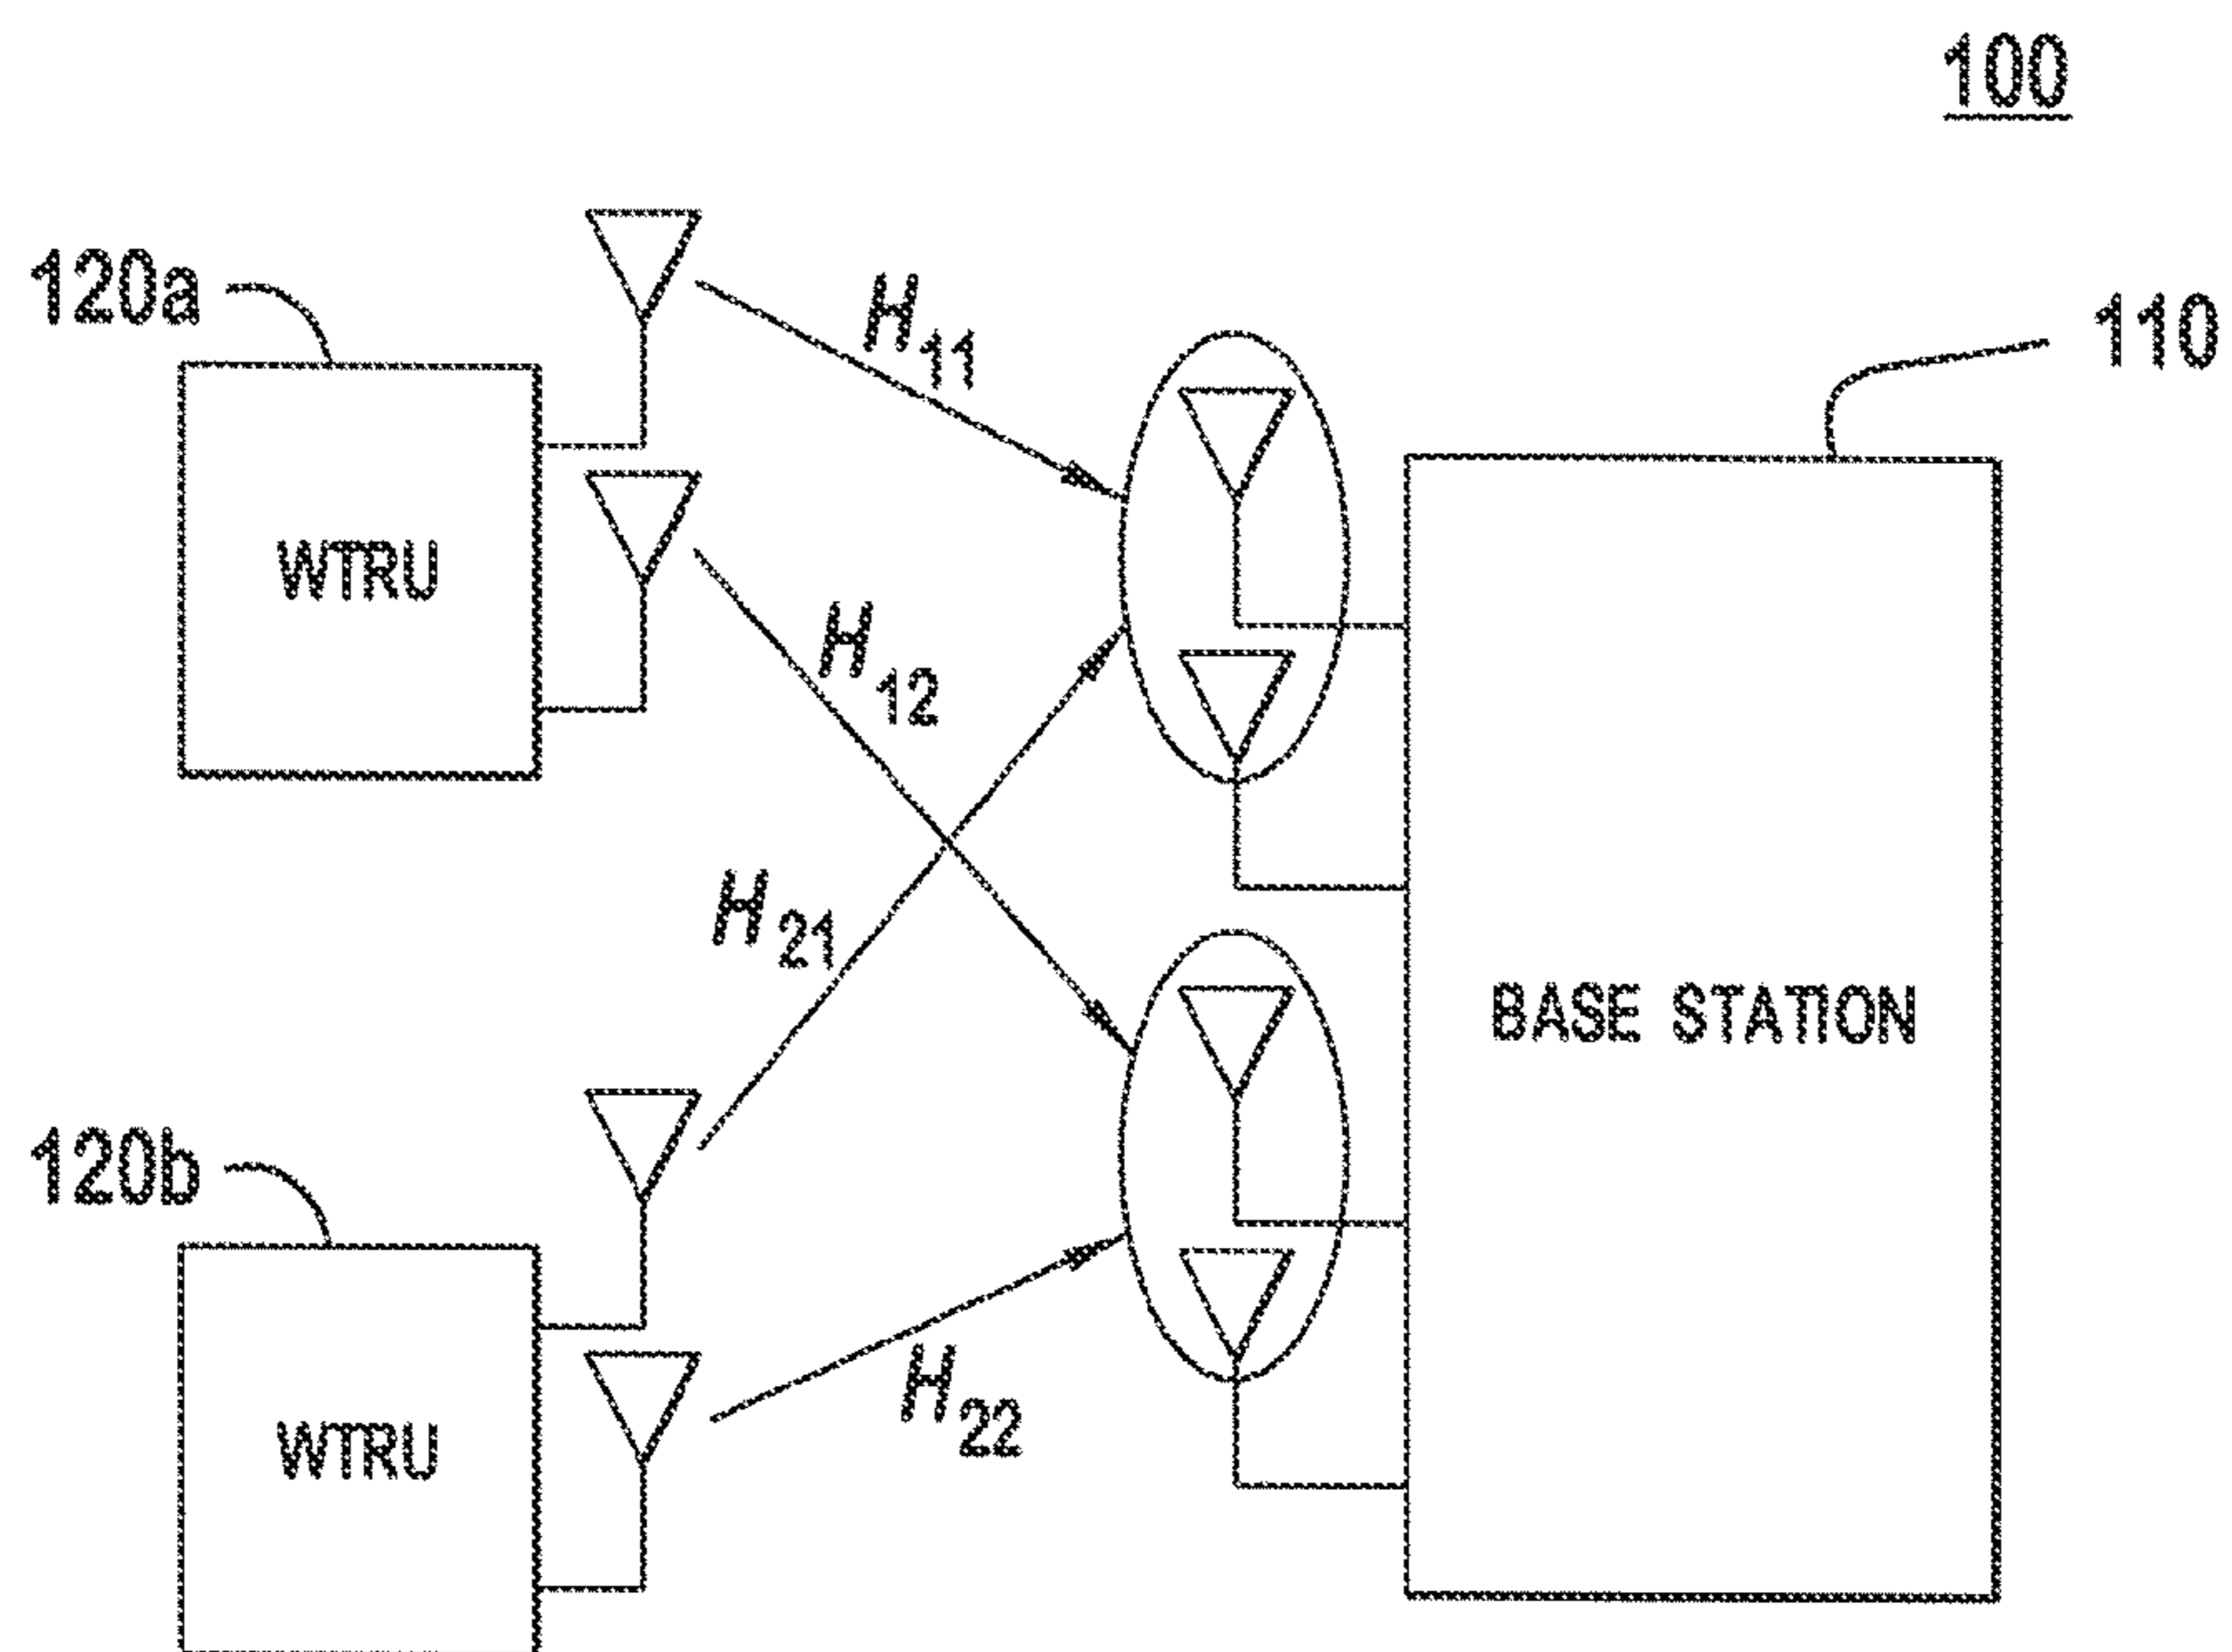 100
120a
H11
110
WTRU
H12
H21
BASE STATION
120b
H22
WTRU